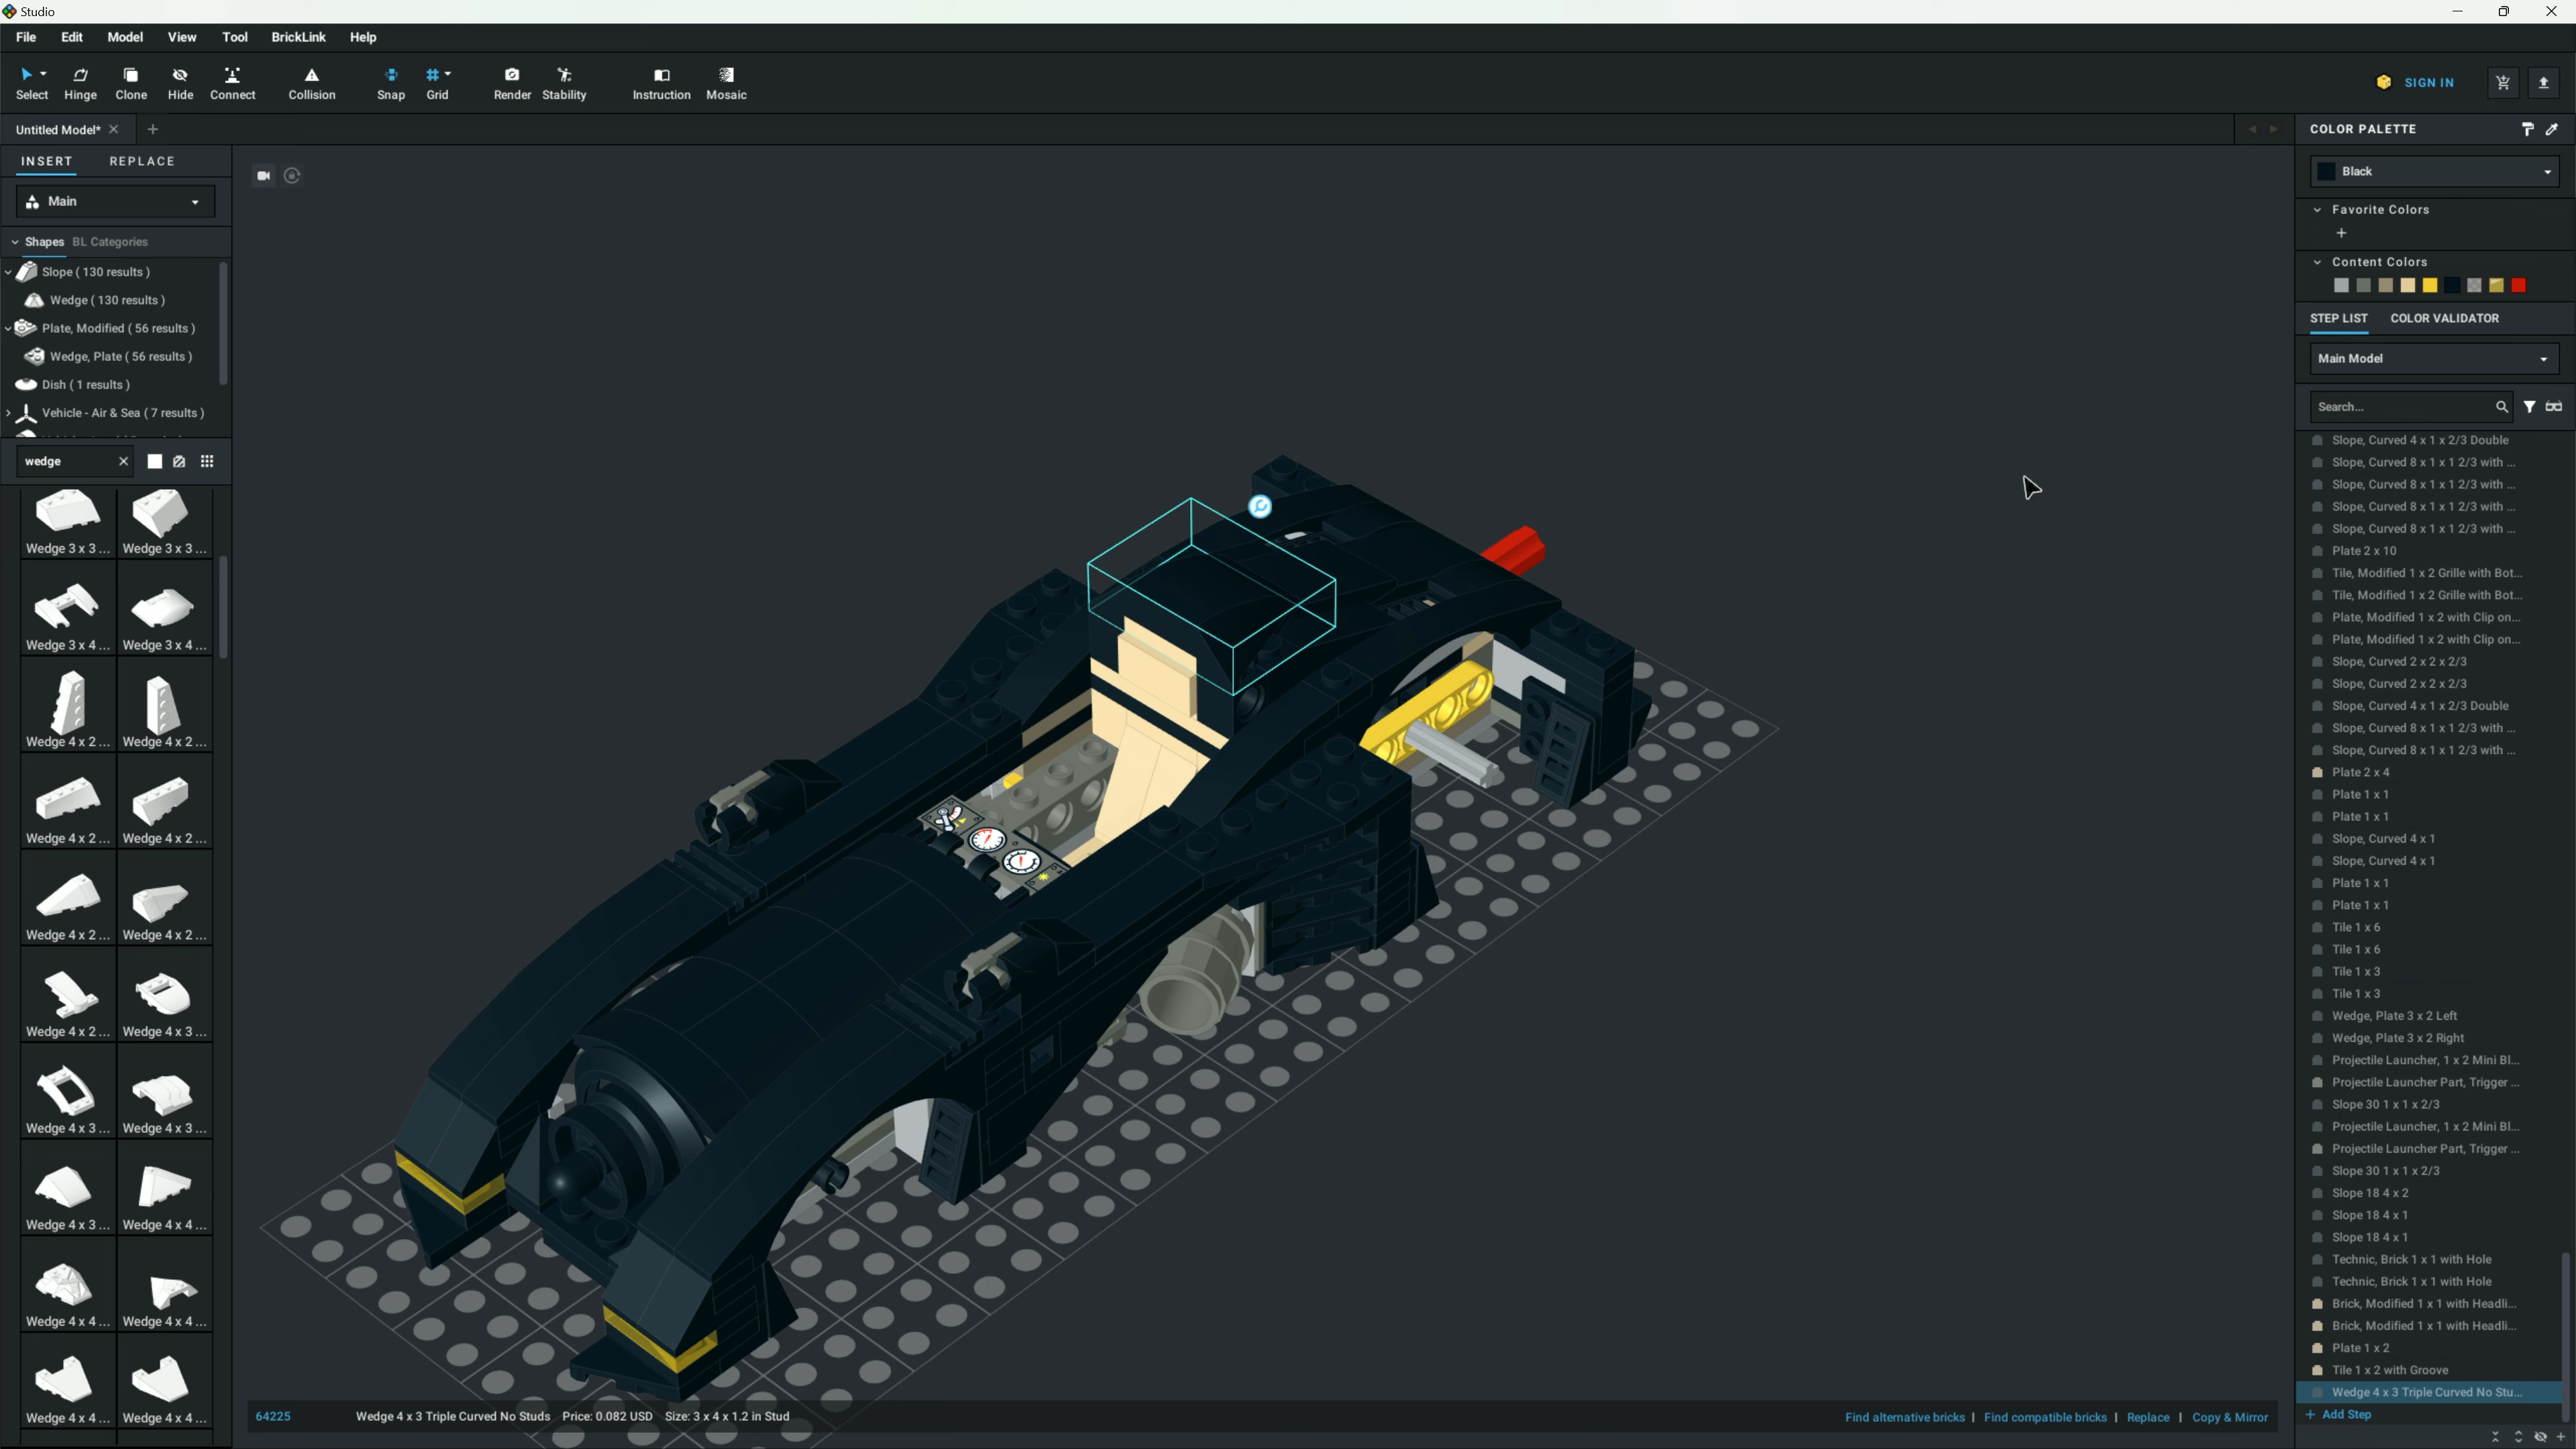 Studio
File Edit Model View Tool BrickLink Help
Select Hinge Clone Hide Connect Collision Snap Grid Render Stability Instruction Mosaic
SIGN IN
Untitled Model*
INSERT REPLACE
Main
Shapes BL Categories
Slope ( 130 results )
Wedge ( 130 results )
Plate, Modified ( 56 results )
Wedge, Plate ( 56 results )
Dish ( 1 results )
Vehicle - Air & Sea ( 7 results )
wedge
Wedge 3 x 3 ... Wedge 3 x 3 ...
Wedge 3 x 4 ... Wedge 3 x 4 ...
Wedge 4 x 2 ... Wedge 4 x 2 ...
Wedge 4 x 2 ... Wedge 4 x 2 ...
Wedge 4 x 2 ... Wedge 4 x 2 ...
Wedge 4 x 2 ... Wedge 4 x 3 ...
Wedge 4 x 3 ... Wedge 4 x 3 ...
Wedge 4 x 3 ... Wedge 4 x 4 ...
Wedge 4 x 4 ... Wedge 4 x 4 ...
Wedge 4 x 4 ... Wedge 4 x 4 ...
64225 Wedge 4 x 3 Triple Curved No Studs Price: 0.082 USD Size: 3 x 4 x 1.2 in Stud
Find alternative bricks | Find compatible bricks | Replace | Copy & Mirror
COLOR PALETTE
Black
Favorite Colors
+
Content Colors
STEP LIST COLOR VALIDATOR
Main Model
Search...
Slope, Curved 4 x 1 x 2/3 Double
Slope, Curved 8 x 1 x 1 2/3 with ...
Slope, Curved 8 x 1 x 1 2/3 with ...
Slope, Curved 8 x 1 x 1 2/3 with ...
Slope, Curved 8 x 1 x 1 2/3 with ...
Plate 2 x 10
Tile, Modified 1 x 2 Grille with Bot...
Tile, Modified 1 x 2 Grille with Bot...
Plate, Modified 1 x 2 with Clip on...
Plate, Modified 1 x 2 with Clip on...
Slope, Curved 2 x 2 x 2/3
Slope, Curved 2 x 2 x 2/3
Slope, Curved 4 x 1 x 2/3 Double
Slope, Curved 8 x 1 x 1 2/3 with ...
Slope, Curved 8 x 1 x 1 2/3 with ...
Plate 2 x 4
Plate 1 x 1
Plate 1 x 1
Slope, Curved 4 x 1
Slope, Curved 4 x 1
Plate 1 x 1
Plate 1 x 1
Tile 1 x 6
Tile 1 x 6
Tile 1 x 3
Tile 1 x 3
Wedge, Plate 3 x 2 Left
Wedge, Plate 3 x 2 Right
Projectile Launcher, 1 x 2 Mini Bl...
Projectile Launcher Part, Trigger ...
Slope 30 1 x 1 x 2/3
Projectile Launcher, 1 x 2 Mini Bl...
Projectile Launcher Part, Trigger ...
Slope 30 1 x 1 x 2/3
Slope 18 4 x 2
Slope 18 4 x 1
Slope 18 4 x 1
Technic, Brick 1 x 1 with Hole
Technic, Brick 1 x 1 with Hole
Brick, Modified 1 x 1 with Headli...
Brick, Modified 1 x 1 with Headli...
Plate 1 x 2
Tile 1 x 2 with Groove
Wedge 4 x 3 Triple Curved No Stu...
+ Add Step